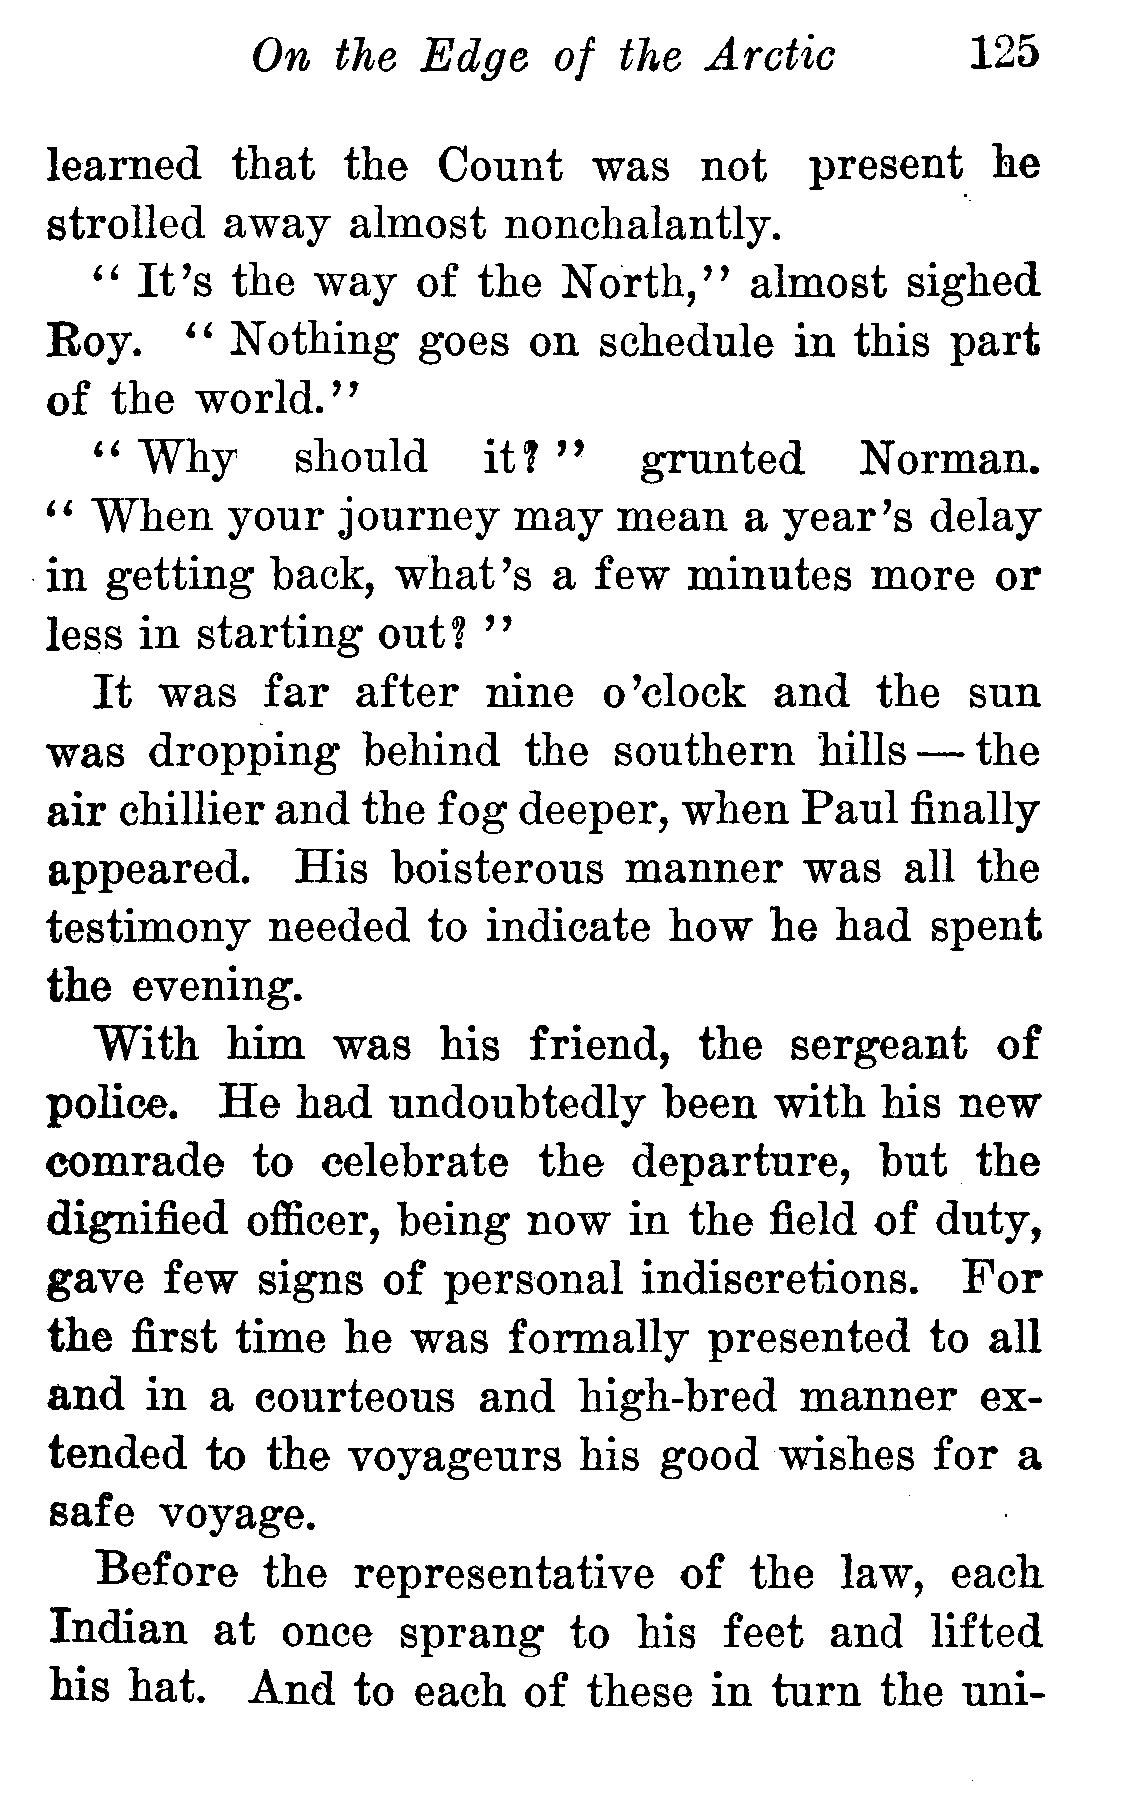 On the Edge of the Arctic 125
learned that the Count was not present he
strolled away almost nonchalantly.
“ It’s the way of the North,” almost sighed
Roy. “ Nothing goes on schedule in this part
of the world.”
“ Why should it? ” grunted Norman.
“ When your journey may mean a year’s delay
in getting back, what’s a few minutes more or
less in starting out? ”
It was far after nine o’clock and the sun
was dropping behind the southern hills — the
air chillier and the fog deeper, when Paul finally
appeared. His boisterous manner was all the
testimony needed to indicate how he had spent
the evening.
With him was his friend, the sergeant of
police. He had undoubtedly been with his new
comrade to celebrate the departure, but the
dignified officer, being now in the field of duty,
gave few signs of personal indiscretions. For
the first time he was formally presented to all
and in a courteous and high-bred manner ex-
tended to the voyageurs his good wishes for a
safe voyage.
Before the representative of the law, each
Indian at once sprang to his feet and lifted
his hat. And to each of these in turn the uni-